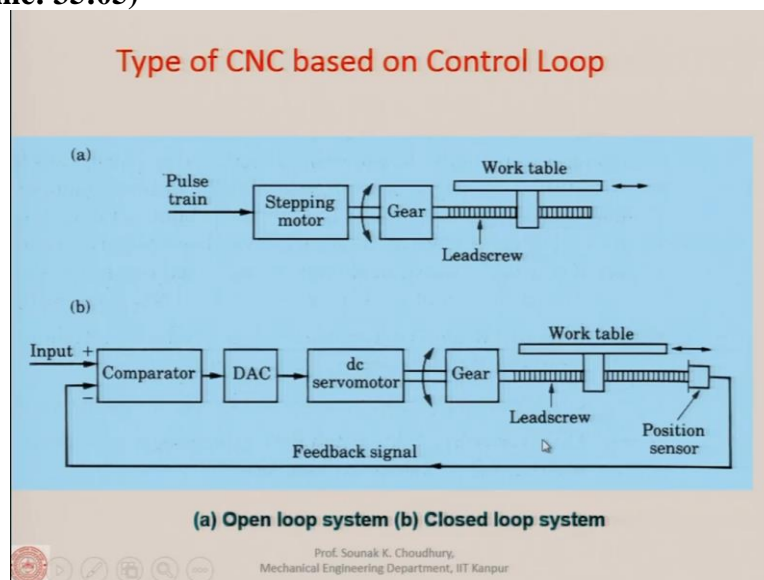 Type of CNC based on Control Loop
(a)
Pulse
train
Stepping
motor
Gear
Work table
Leadscrew
(b)
Input +
−
Comparator
DAC
dc
servomotor
Gear
Work table
Leadscrew
Position
sensor
Feedback signal
(a) Open loop system (b) Closed loop system
Prof. Sounak K. Choudhury,
Mechanical Engineering Department, IIT Kanpur